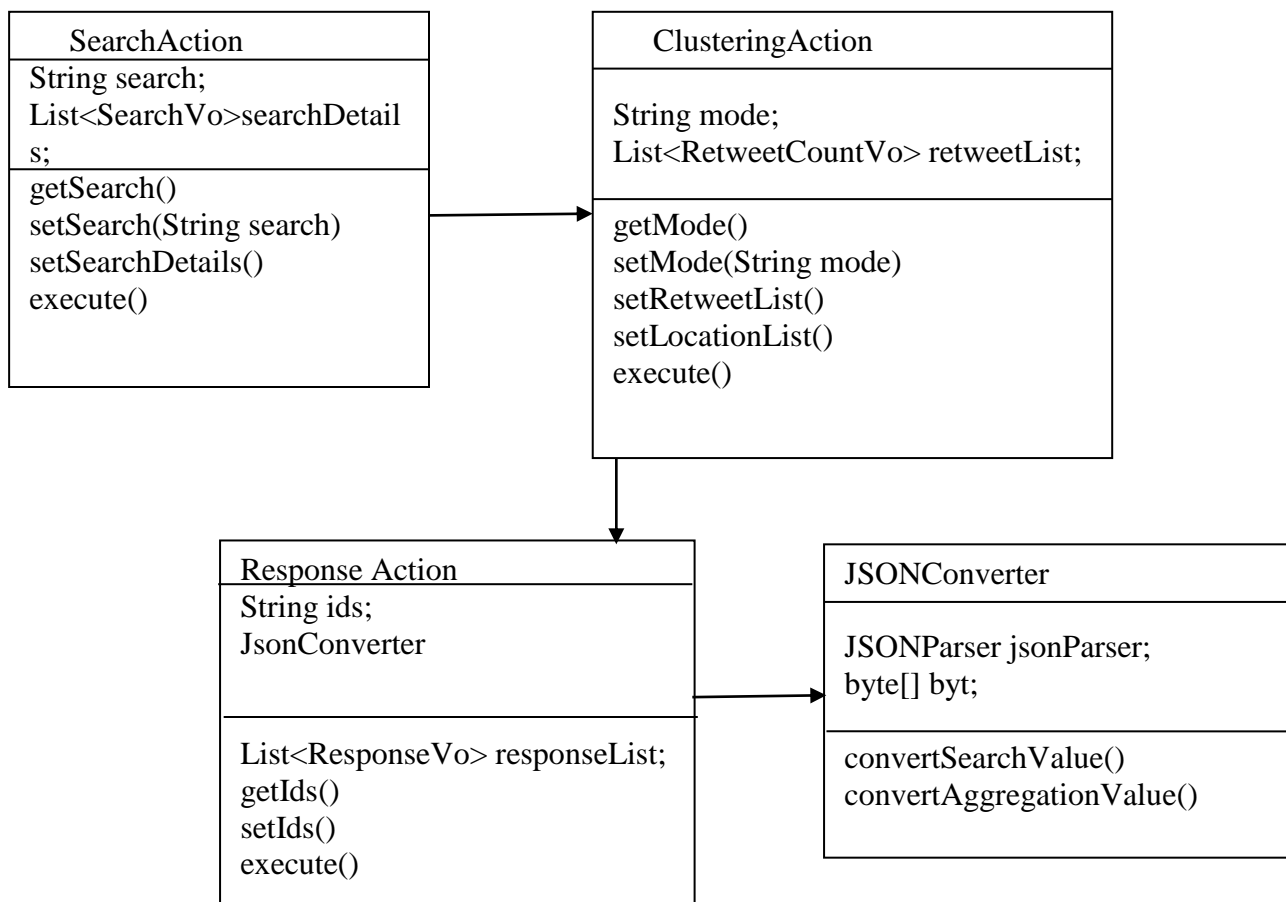 SearchAction
String search;
List<SearchVo>searchDetail
s;
getSearch()
setSearch(String search)
setSearchDetails()
execute()
ClusteringAction
String mode;
List<RetweetCountVo> retweetList;
getMode()
setMode(String mode)
setRetweetList()
setLocationList()
execute()
Response Action
String ids;
JsonConverter
List<ResponseVo> responseList;
getIds()
setIds()
execute()
JSONConverter
JSONParser jsonParser;
byte[] byt;
convertSearchValue()
convertAggregationValue()